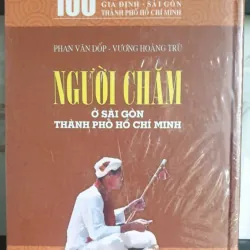 100
GIA ĐỊNH - SÀI GÒN
THÀNH PHỐ HỒ CHÍ MINH
PHAN VĂN DỐP - VƯƠNG HOÀNG TRÙ
NGƯỜI CHĂM
Ở SÀI GÒN
THÀNH PHỐ HỒ CHÍ MINH